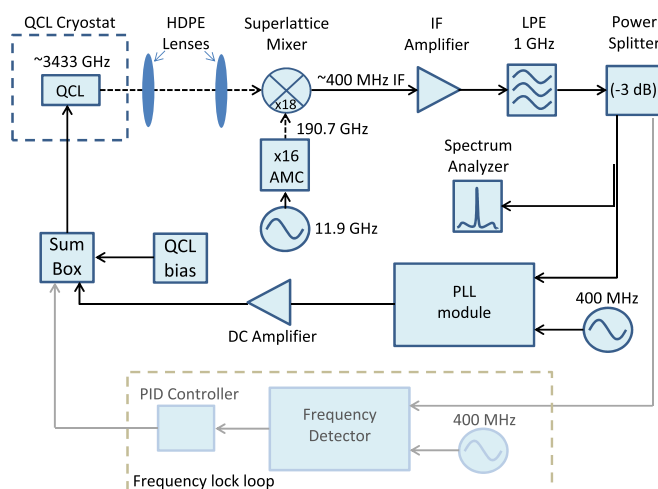 QCL Cryostat
HDPE
Lenses
Superlattice
Mixer
IF
Amplifier
LPE
1 GHz
Power
Splitter
~3433 GHz
QCL
x18
~400 MHz IF
(-3 dB)
190.7 GHz
x16
AMC
11.9 GHz
Spectrum
Analyzer
Sum
Box
QCL
bias
DC Amplifier
PLL
module
400 MHz
PID Controller
Frequency
Detector
400 MHz
Frequency lock loop